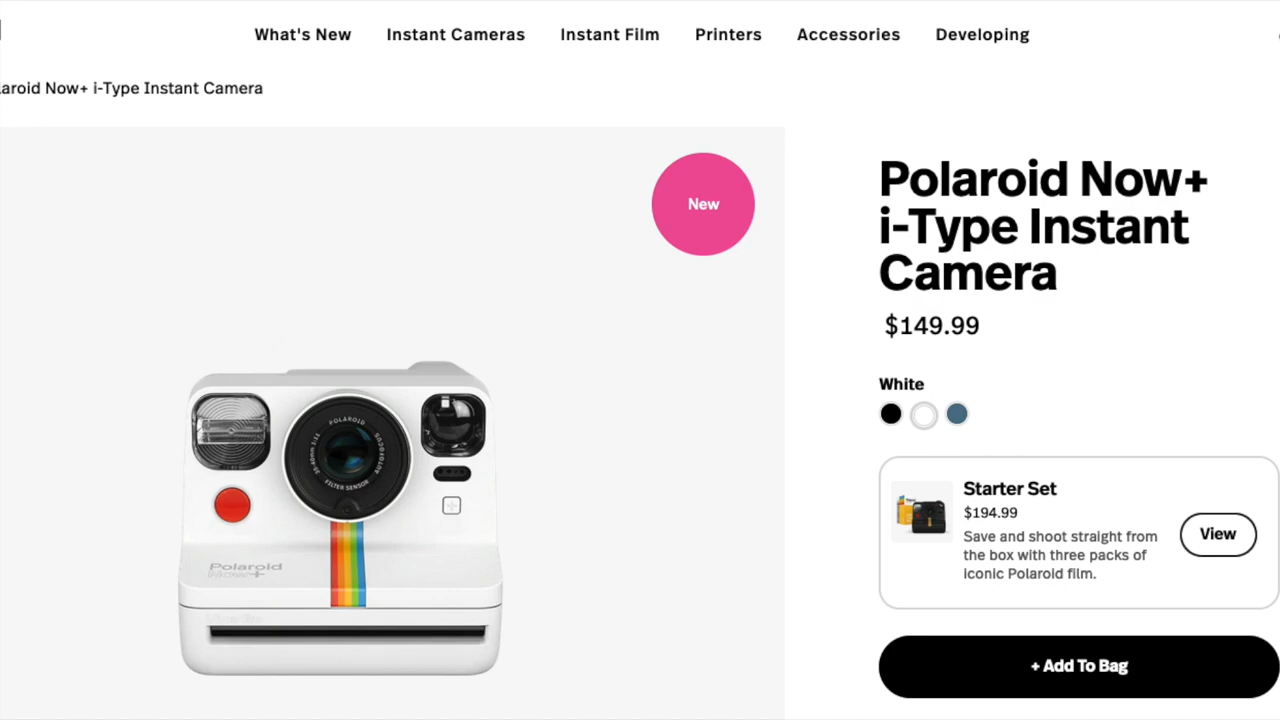 What's New Instant Cameras Instant Film Printers Accessories Developing
aroid Now+ i-Type Instant Camera
New
Polaroid Now+
i-Type Instant
Camera
$149.99
White
Starter Set
$194.99
Save and shoot straight from
the box with three packs of
iconic Polaroid film.
View
+ Add To Bag
POLAROID
AUTOFOCUS
FILTER SENSOR
Polaroid
Now+